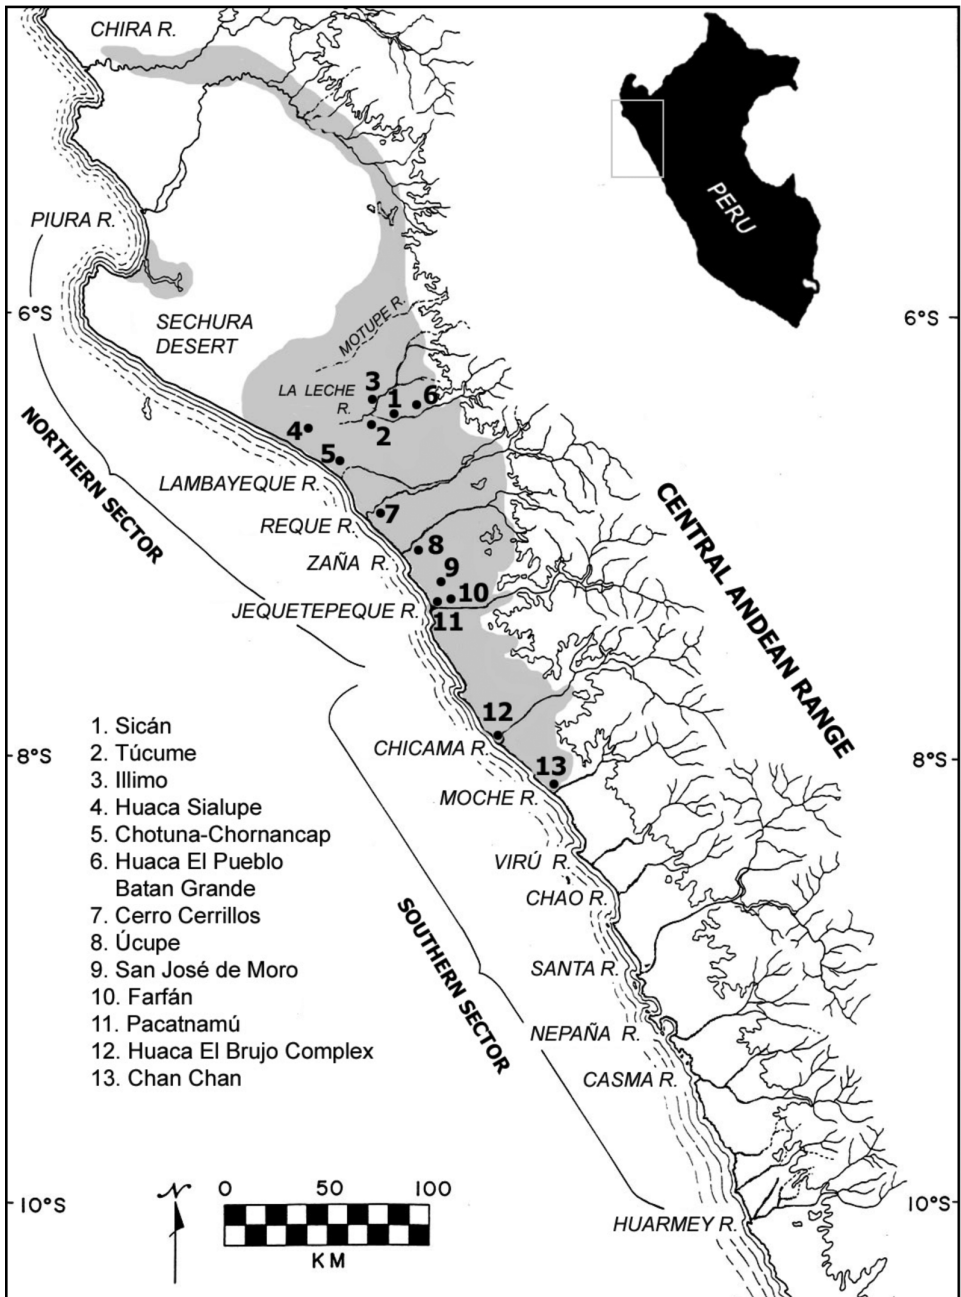 CHIRA R.
PERU
PIURA R.
6°S
6°S
SECHURA
DESERT
MOTUPE R.
LA LECHE
R.
3
1
6
2
4
5
NORTHERN SECTOR
LAMBAYEQUE R.
CENTRAL ANDEAN RANGE
REQUE R.
7
ZAÑA R.
8
9
10
JEQUETEPEQUE R.
11
12
CHICAMA R.
8°S
8°S
13
MOCHE R.
1. Sicán
2. Túcume
3. Illimo
4. Huaca Sialupe
5. Chotuna-Chornancap
6. Huaca El Pueblo
Batan Grande
7. Cerro Cerrillos
8. Úcupe
9. San José de Moro
10. Farfán
11. Pacatnamú
12. Huaca El Brujo Complex
13. Chan Chan
VIRÚ R.
CHAO R.
SOUTHERN SECTOR
SANTA R.
NEPAÑA R.
CASMA R.
10°S
10°S
HUARMEY R.
N
0 50 100
KM